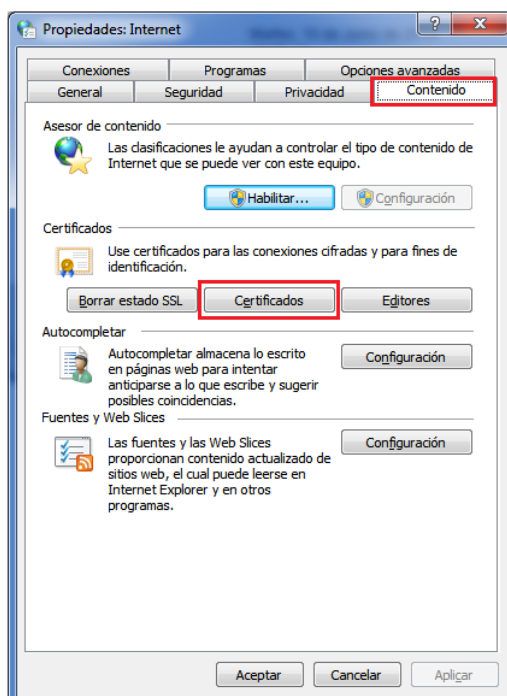 Propiedades: Internet
?
X
Conexiones
Programas
Opciones avanzadas
General
Seguridad
Privacidad
Contenido
Asesor de contenido
Las clasificaciones le ayudan a controlar el tipo de contenido de
Internet que se puede ver con este equipo.
Habilitar...
Configuración
Certificados
Use certificados para las conexiones cifradas y para fines de
identificación.
Borrar estado SSL
Certificados
Editores
Autocompletar
Autocompletar almacena lo escrito
en páginas web para intentar
anticiparse a lo que escribe y sugerir
posibles coincidencias.
Configuración
Fuentes y Web Slices
Las fuentes y las Web Slices
proporcionan contenido actualizado de
sitios web, el cual puede leerse en
Internet Explorer y en otros
programas.
Configuración
Aceptar
Cancelar
Aplicar